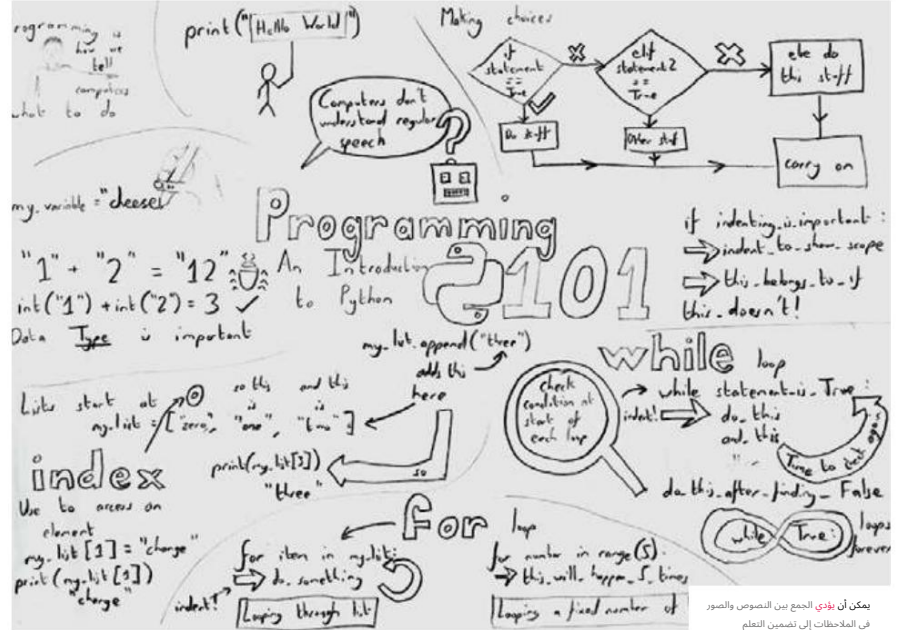 rogramming is
how we
tell
computers
what to do
print("Hello World")
Making choices
if
statement
==
True
elif
statement2
==
True
else do
this stuff
Do stuff
Other stuf
carry on
Computers don't
understand regular
speech
?
my_variable = "cheese
"1" + "2" = "12"
int("1") + int("2") = 3
Data Type is important
Programming
101
An Introduction
to Python
if indenting_is_important :
indent_to_show_scope
this_belongs_to_if
this_doesn't!
my_list.append("three")
adds this
here
Lists start at 0
so this
is
and this
is
my_list = ["zero", "one", "two"]
so
print(my_list[3])
"three"
index
Use to access an
element
my_list[1] = "change"
print(my_list[1])
"change"
for loop
for item in my_list:
do_something
indent!
Looping through list
for number in range(5):
this_will_happen_5_times
Looping a fixed number of
while loop
check
condition at
start of
each loop
while statement_is_True :
indent!
do_this
and_this
Time to check again
do_this_after_finding_False
while True:
loops
forever
يمكن أن يؤدي الجمع بين النصوص والصور
في الملاحظات إلى تضمين التعلم